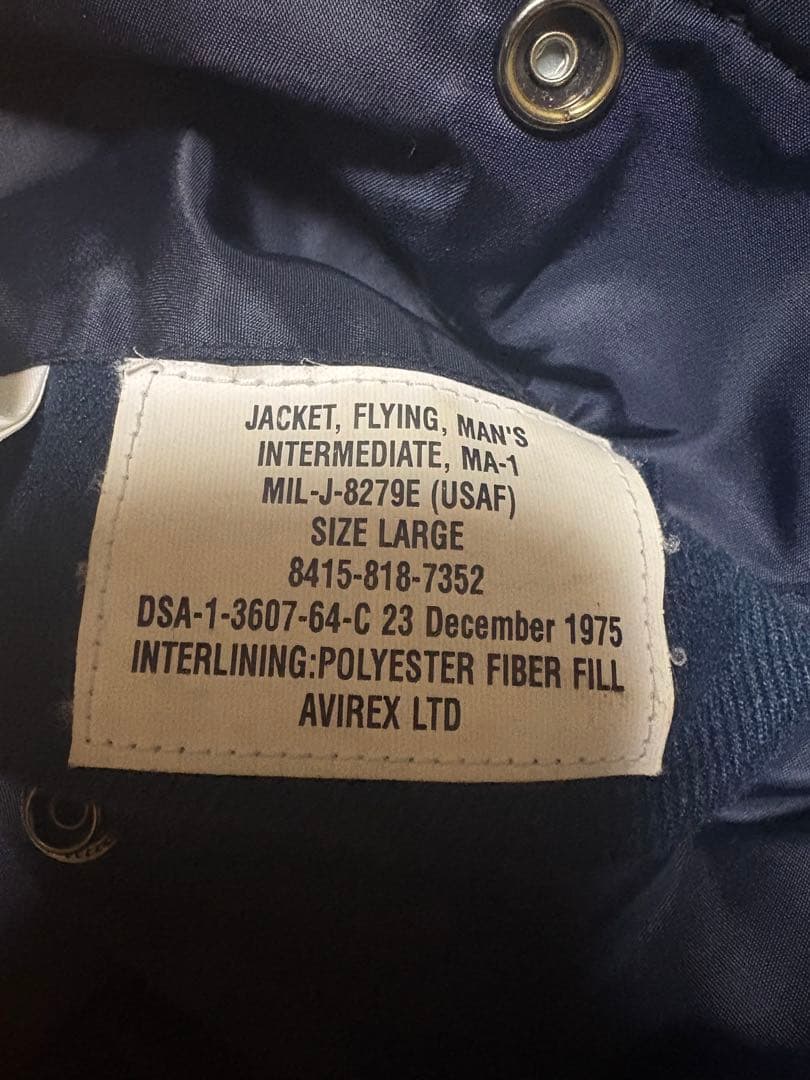 JACKET, FLYING, MAN'S
INTERMEDIATE, MA-1
MIL-J-8279E (USAF)
SIZE LARGE
8415-818-7352
DSA-1-3607-64-C 23 December 1975
INTERLINING:POLYESTER FIBER FILL
AVIREX LTD